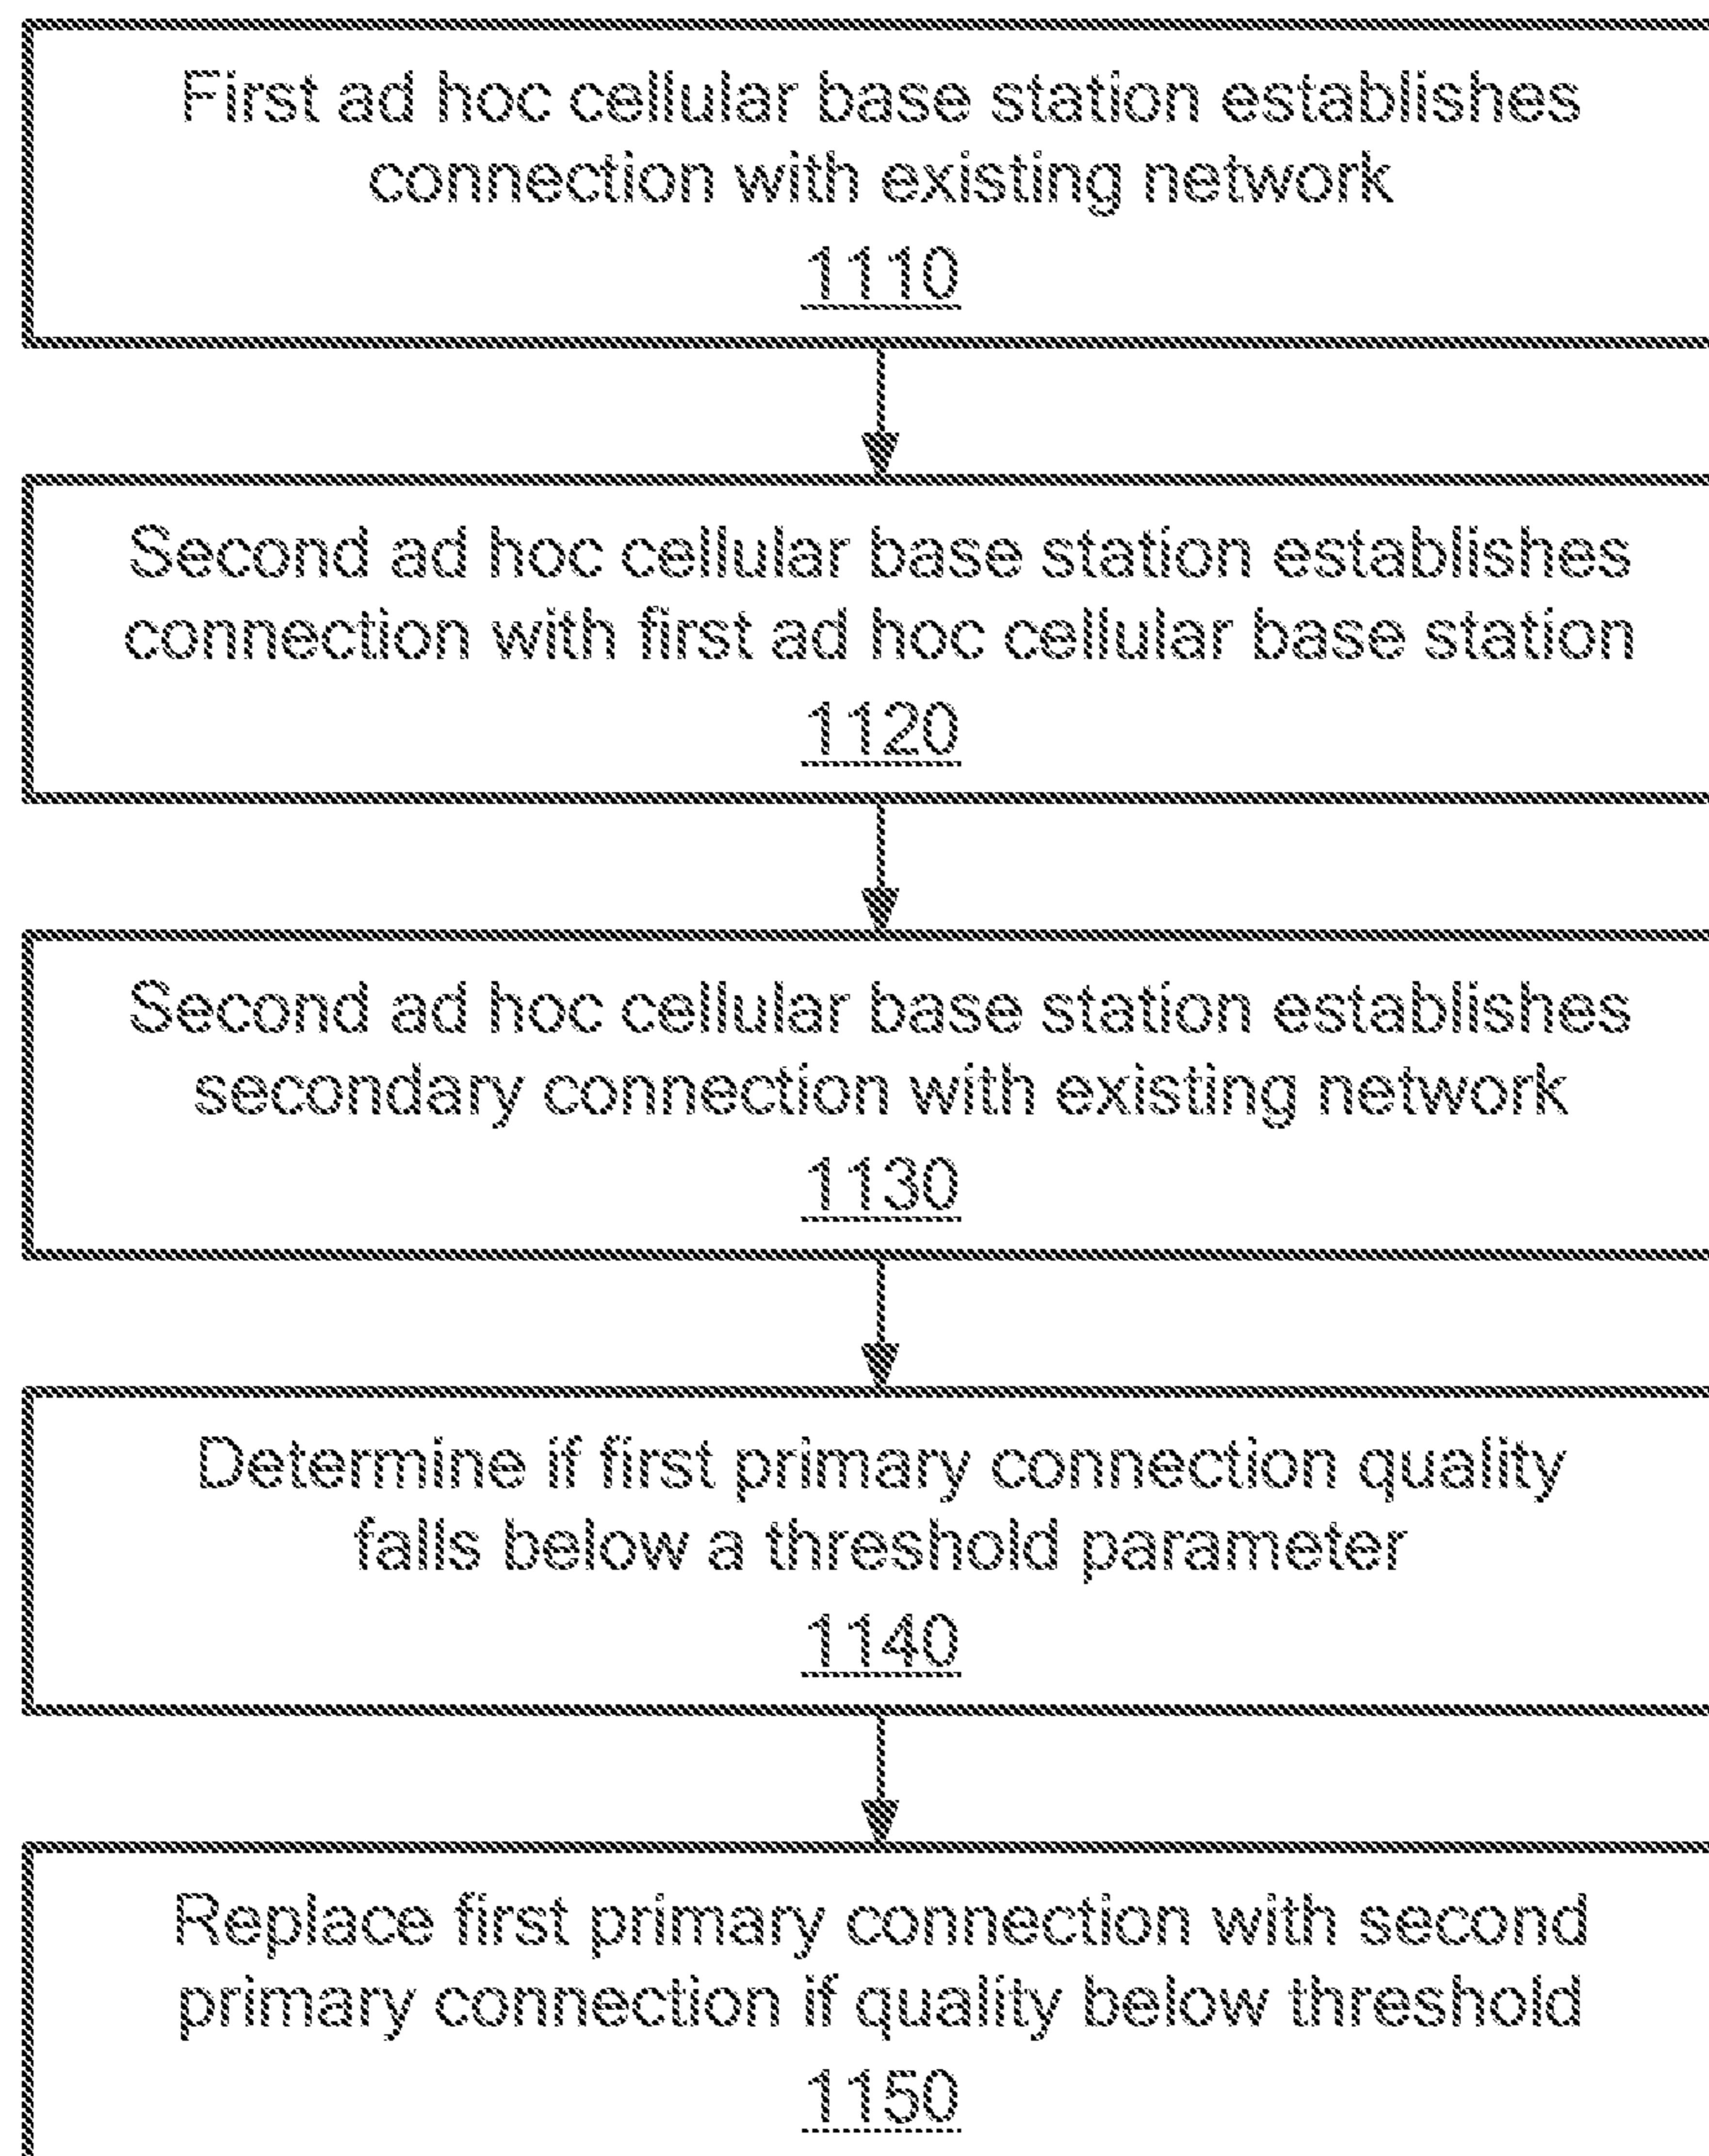 First ad hoc cellular base station establishes
connection with existing network
1110
Second ad hoc cellular base station establishes
connection with first ad hoc cellular base station
1120
Second ad hoc cellular base station establishes
secondary connection with existing network
1130
Determine if first primary connection quality
falls below a threshold parameter
1140
Replace first primary connection with second
primary connection if quality below threshold
1150